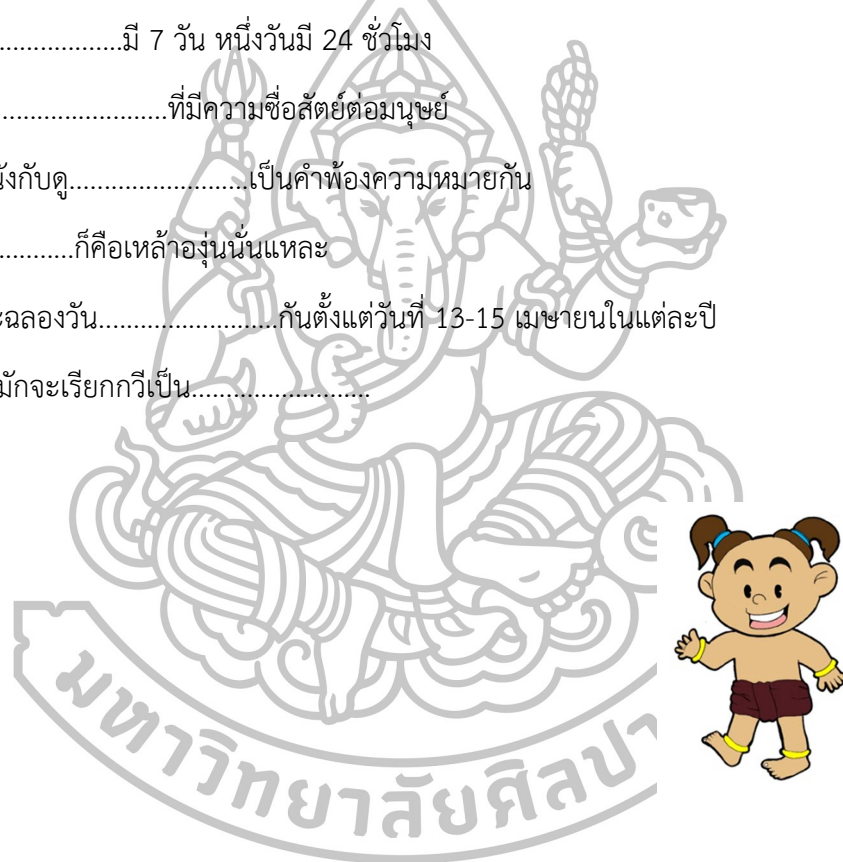 ..................มี 7 วัน หนึ่งวันมี 24 ชั่วโมง
........................ที่มีความซื่อสัตย์ต่อมนุษย์
นังกับดู.........................เป็นคำพ้องความหมายกัน
............ก็คือเหล้าองุ่นนั่นแหละ
ะฉลองวัน.........................กันตั้งแต่วันที่ 13-15 เมษายนในแต่ละปี
มักจะเรียกกวีเป็น.........................
มหาวิทยาลัยศิลปา